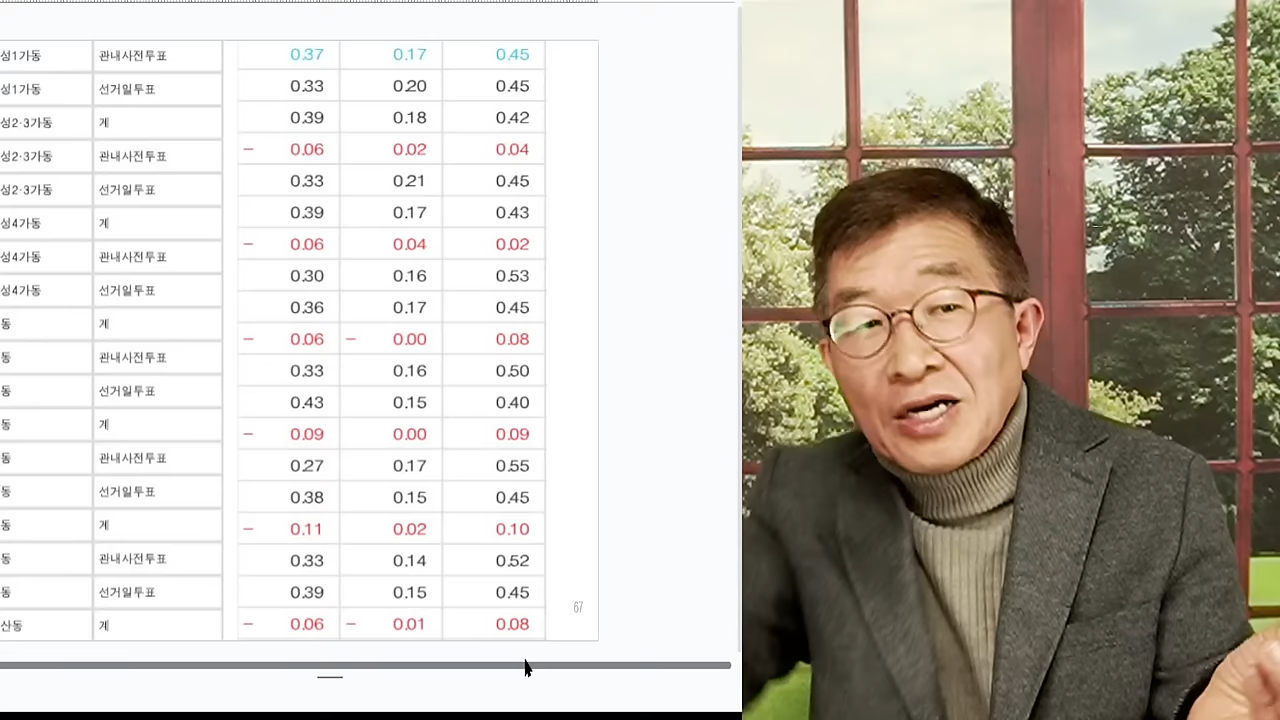 성1가동 관내사전투표 0.37 0.17 0.45
성1가동 선거일투표 0.33 0.20 0.45
성2·3가동 계 0.39 0.18 0.42
성2·3가동 관내사전투표 – 0.06 0.02 0.04
성2·3가동 선거일투표 0.33 0.21 0.45
성4가동 계 0.39 0.17 0.43
성4가동 관내사전투표 – 0.06 0.04 0.02
성4가동 선거일투표 0.30 0.16 0.53
동 계 0.36 0.17 0.45
동 관내사전투표 – 0.06 – 0.00 0.08
동 선거일투표 0.33 0.16 0.50
동 계 0.43 0.15 0.40
동 관내사전투표 – 0.09 0.00 0.09
동 선거일투표 0.27 0.17 0.55
동 계 0.38 0.15 0.45
동 관내사전투표 – 0.11 0.02 0.10
동 선거일투표 0.33 0.14 0.52
산동 계 0.39 0.15 0.45
– 0.06 – 0.01 0.08
67